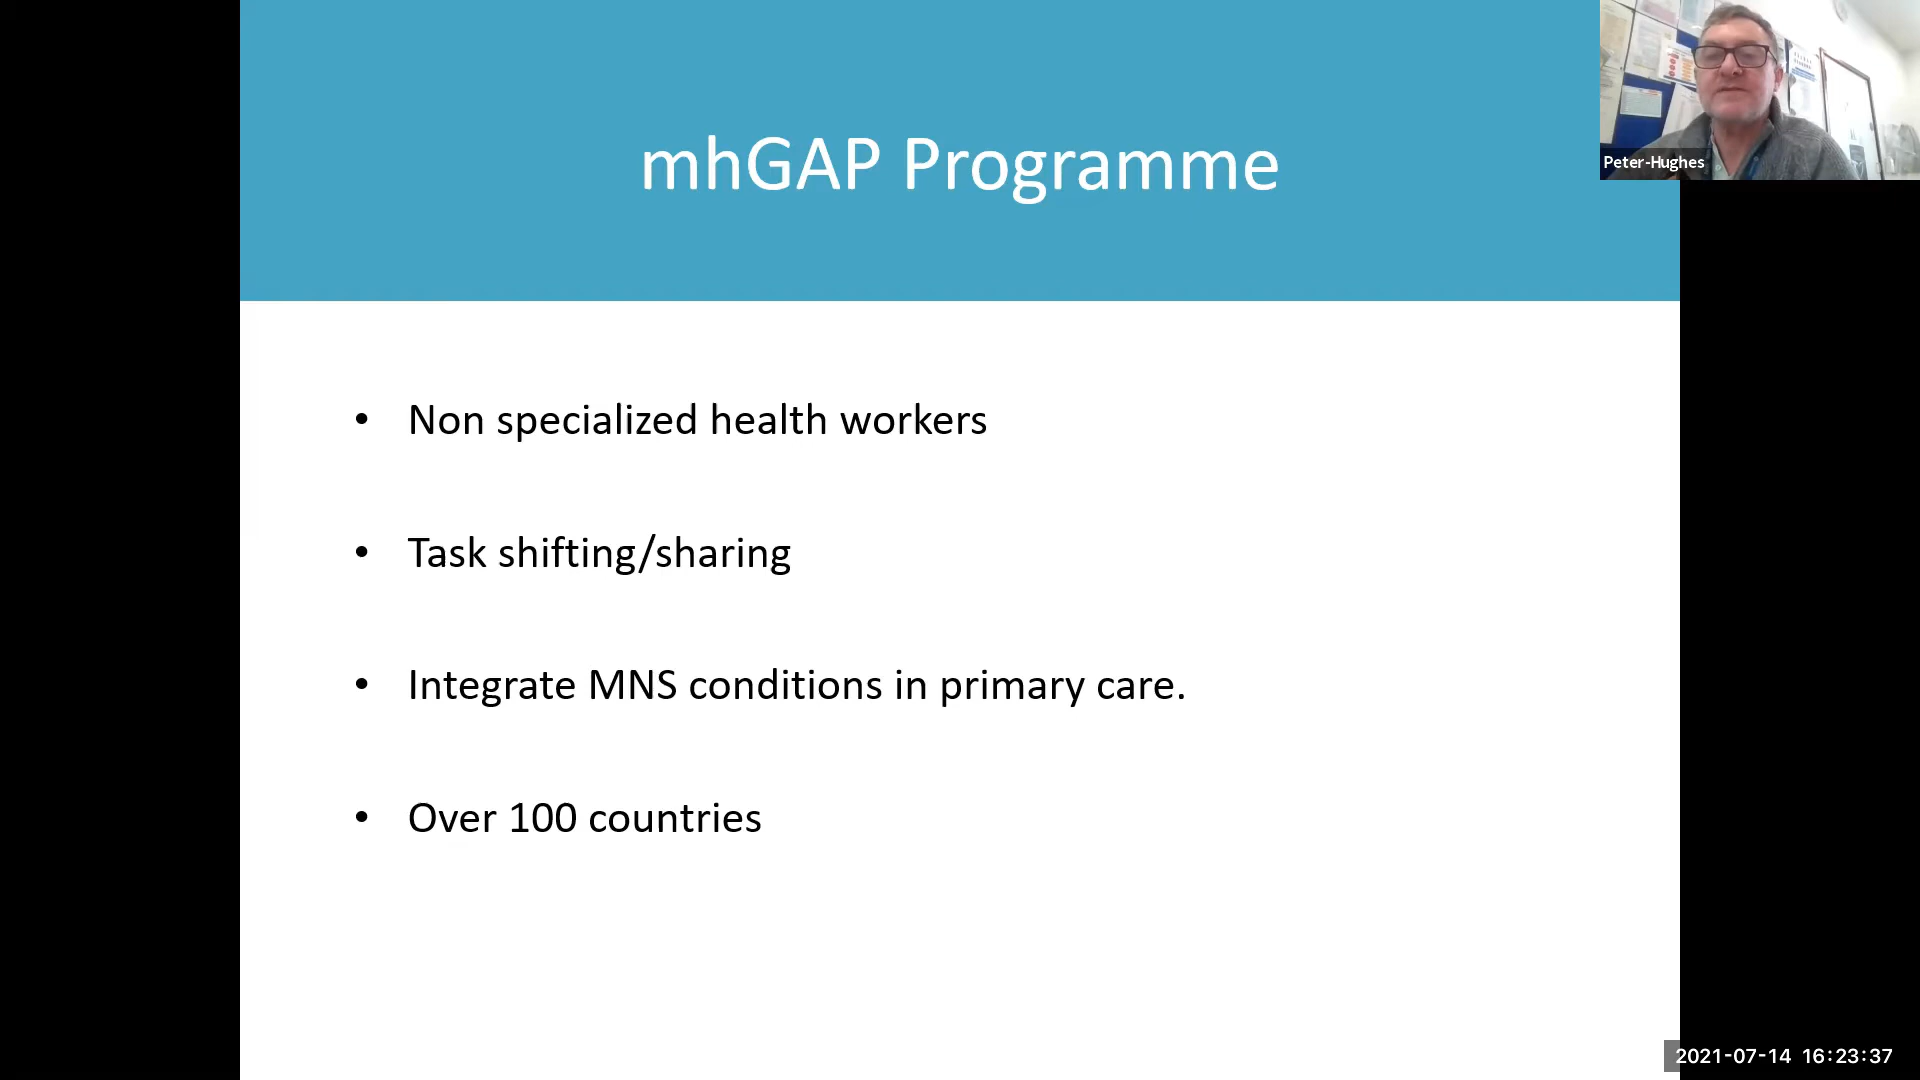 mhGAP Programme
Peter-Hughes
• Non specialized health workers
• Task shifting/sharing
• Integrate MNS conditions in primary care.
• Over 100 countries
2021-07-14 16:23:37